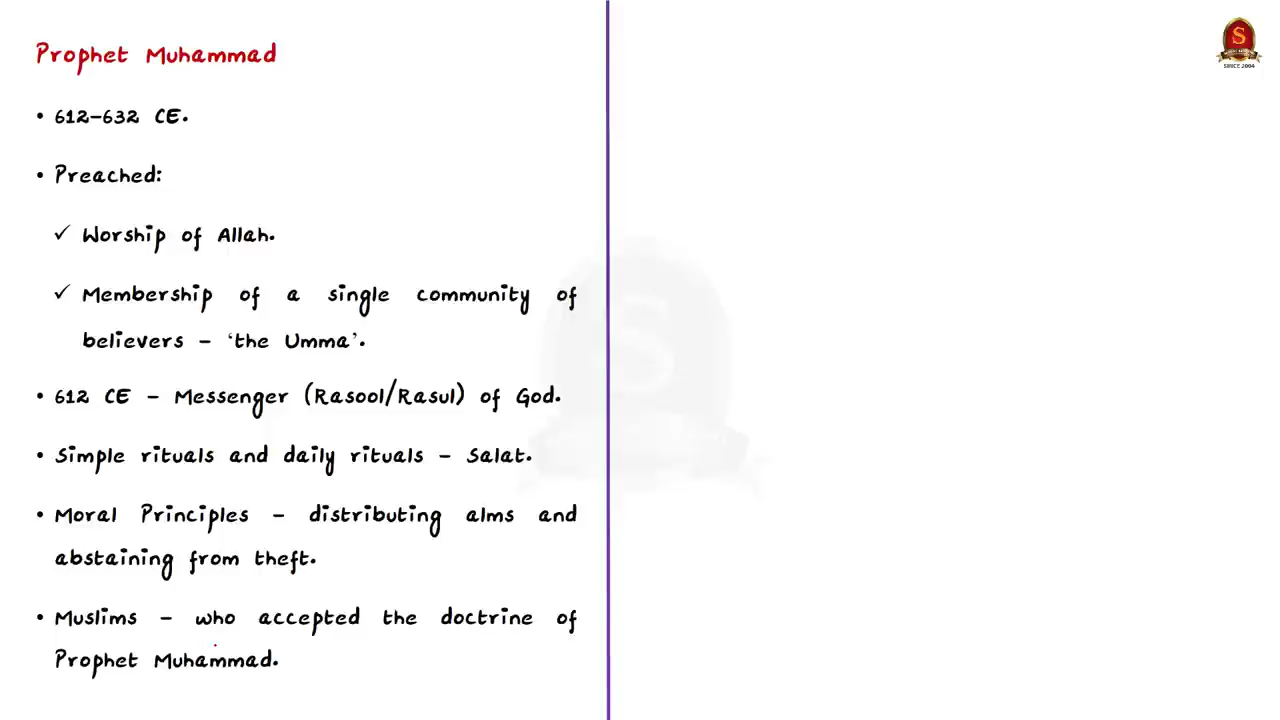 Prophet Muhammad
• 612–632 CE.
• Preached:
✓ Worship of Allah.
✓ Membership of a single community of
believers – ‘the Umma’.
• 612 CE – Messenger (Rasool/Rasul) of God.
• Simple rituals and daily rituals – Salat.
• Moral Principles – distributing alms and
abstaining from theft.
• Muslims – who accepted the doctrine of
Prophet Muhammad.
S
SINCE 2004